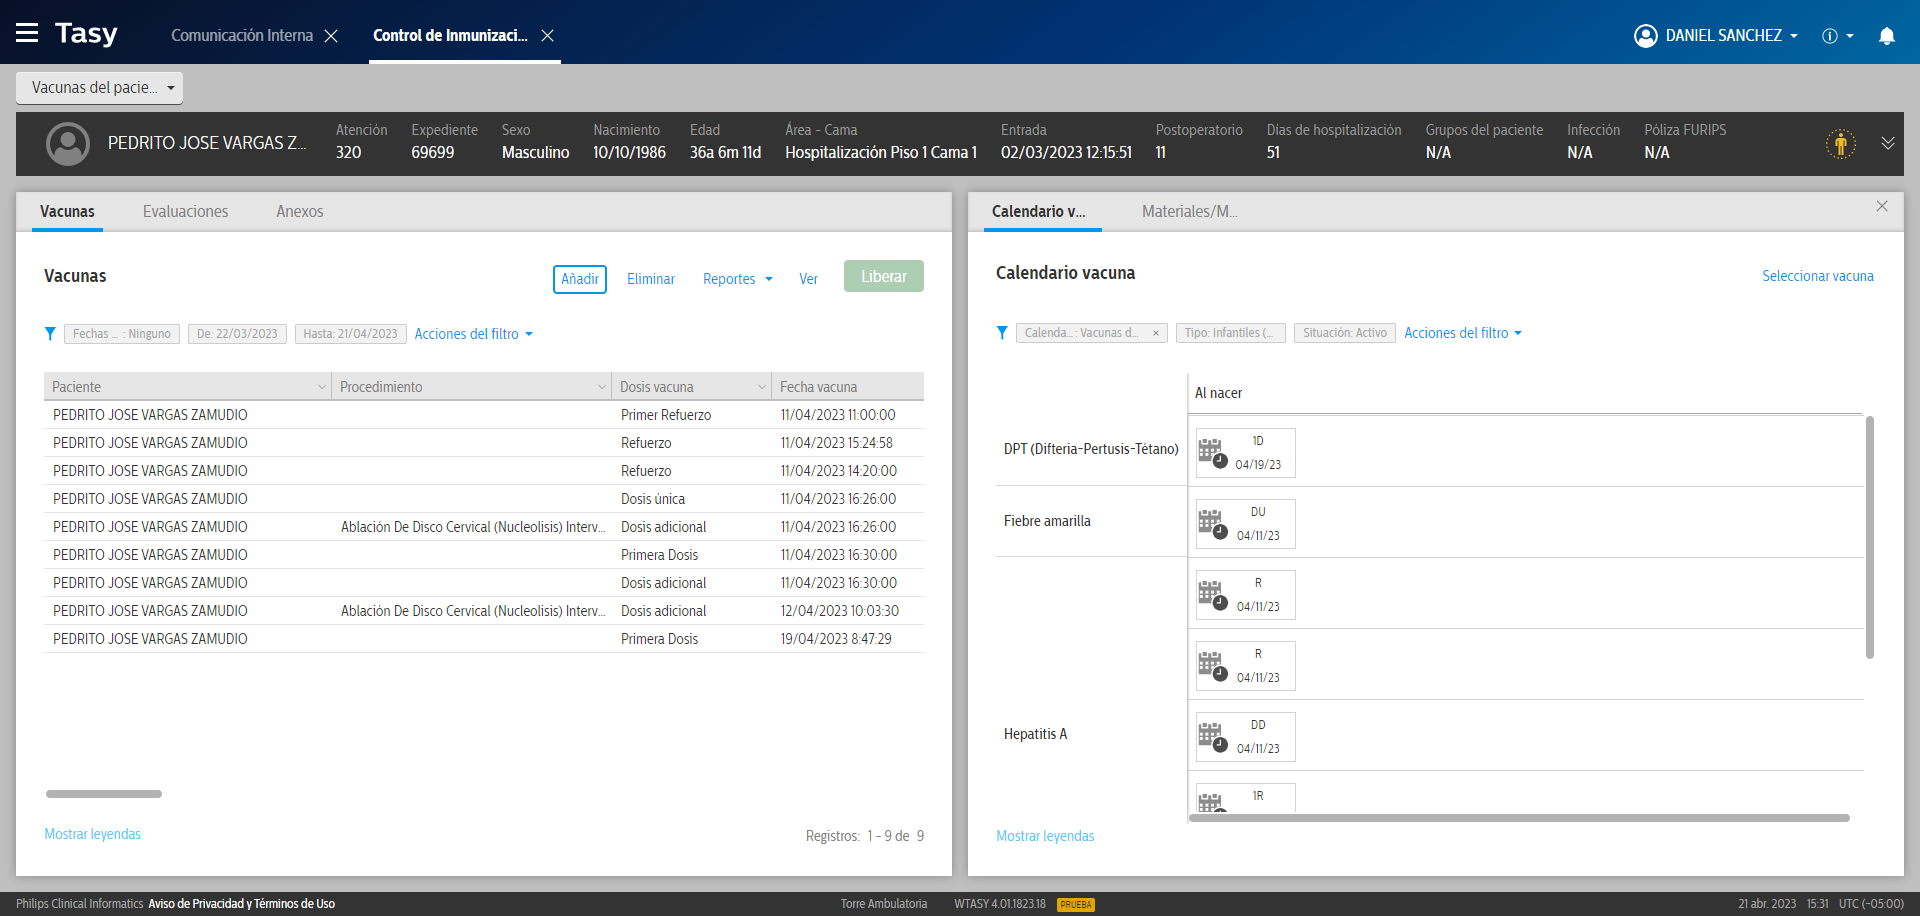 Tasy
Comunicación Interna
Control de Inmunizaci...
DANIEL SANCHEZ
Vacunas del pacie...
PEDRITO JOSE VARGAS Z...
Atención Expediente Sexo Nacimiento Edad Área - Cama Entrada Postoperatorio Días de hospitalización Grupos del paciente Infección Póliza FURIPS
320 69699 Masculino 10/10/1986 36a 6m 11d Hospitalización Piso 1 Cama 1 02/03/2023 12:15:51 11 51 N/A N/A N/A
Vacunas Evaluaciones Anexos
Vacunas
Añadir Eliminar Reportes Ver Liberar
Fechas ... : Ninguno De: 22/03/2023 Hasta: 21/04/2023 Acciones del filtro
Paciente Procedimiento Dosis vacuna Fecha vacuna
PEDRITO JOSE VARGAS ZAMUDIO Primer Refuerzo 11/04/2023 11:00:00
PEDRITO JOSE VARGAS ZAMUDIO Refuerzo 11/04/2023 15:24:58
PEDRITO JOSE VARGAS ZAMUDIO Refuerzo 11/04/2023 14:20:00
PEDRITO JOSE VARGAS ZAMUDIO Dosis única 11/04/2023 16:26:00
PEDRITO JOSE VARGAS ZAMUDIO Ablación De Disco Cervical (Nucleolisis) Interv... Dosis adicional 11/04/2023 16:26:00
PEDRITO JOSE VARGAS ZAMUDIO Primera Dosis 11/04/2023 16:30:00
PEDRITO JOSE VARGAS ZAMUDIO Dosis adicional 11/04/2023 16:30:00
PEDRITO JOSE VARGAS ZAMUDIO Ablación De Disco Cervical (Nucleolisis) Interv... Dosis adicional 12/04/2023 10:03:30
PEDRITO JOSE VARGAS ZAMUDIO Primera Dosis 19/04/2023 8:47:29
Mostrar leyendas
Registros: 1 - 9 de 9
Calendario v... Materiales/M...
Calendario vacuna
Seleccionar vacuna
Calenda...: Vacunas d... Tipo: Infantiles (... Situación: Activo Acciones del filtro
Al nacer
DPT (Difteria-Pertusis-Tétano)
1D
04/19/23
Fiebre amarilla
DU
04/11/23
R
04/11/23
R
04/11/23
Hepatitis A
DD
04/11/23
1R
Mostrar leyendas
Philips Clinical Informatics Aviso de Privacidad y Términos de Uso
Torre Ambulatoria WTASY 4.01.1823.18 PRUEBA
21 abr. 2023 15:31 UTC (-05:00)